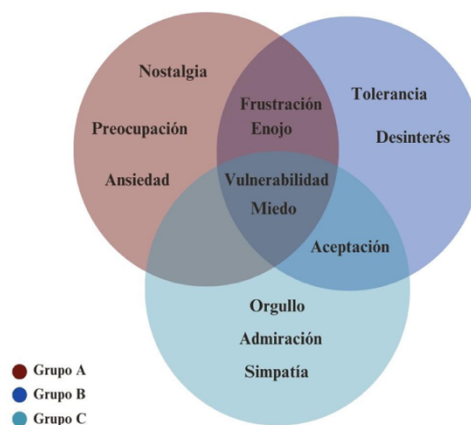 Nostalgia
Preocupación
Ansiedad
Frustración
Enojo
Tolerancia
Desinterés
Vulnerabilidad
Miedo
Aceptación
Orgullo
Admiración
Simpatía
Grupo A
Grupo B
Grupo C